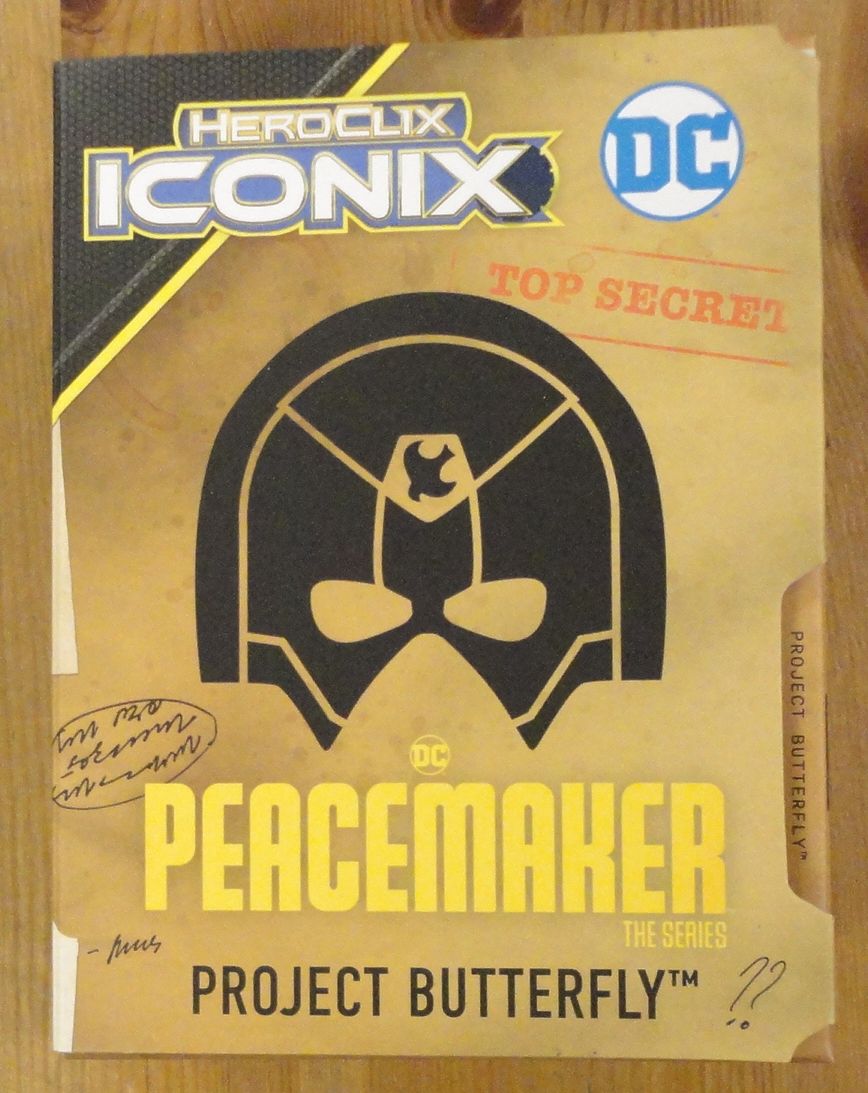 HEROCLIX
ICONIX
DC
TOP SECRET
DC
PEACEMAKER
THE SERIES
PROJECT BUTTERFLY™
PROJECT BUTTERFLY™
??